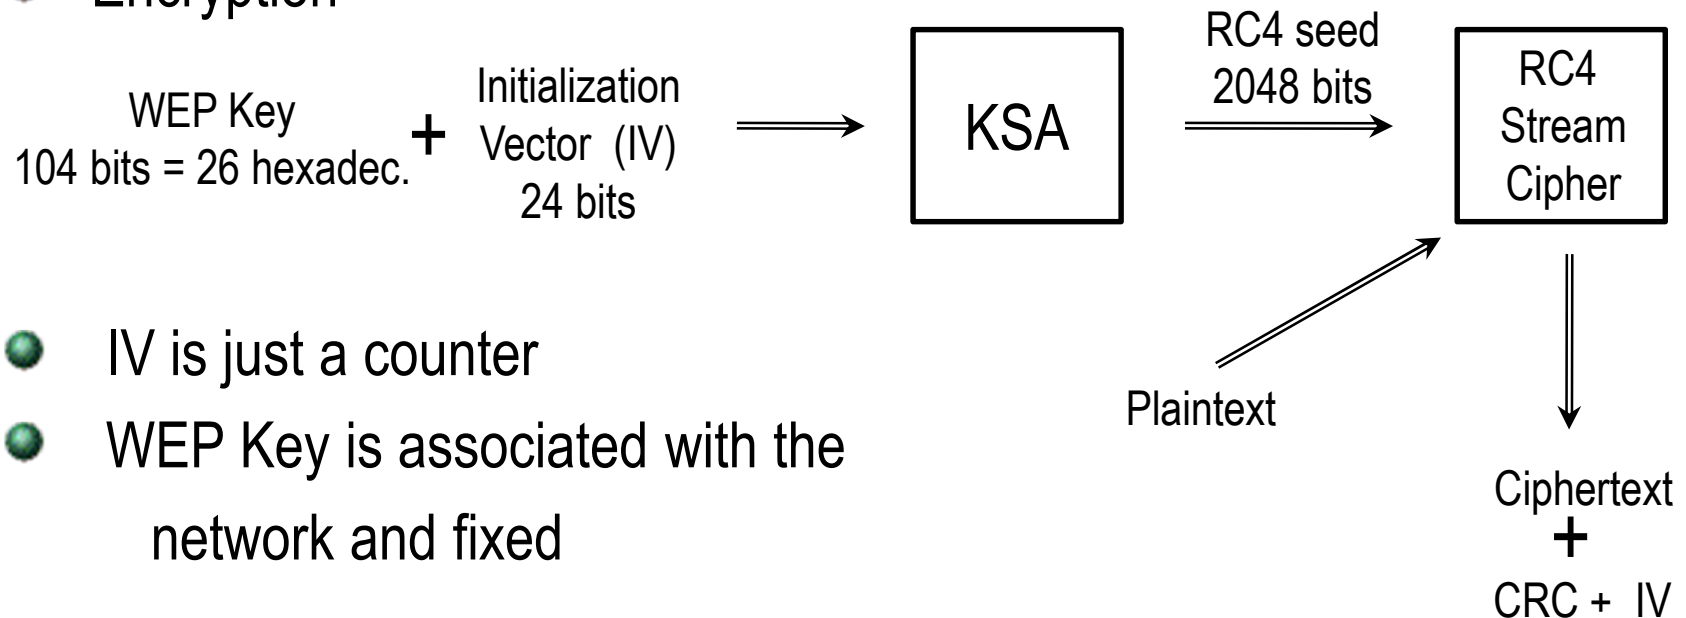 Encryption
WEP Key
104 bits = 26 hexadec.
+
Initialization
Vector (IV)
24 bits
KSA
RC4 seed
2048 bits
RC4
Stream
Cipher
Plaintext
Ciphertext
+
CRC + IV
IV is just a counter
WEP Key is associated with the
network and fixed